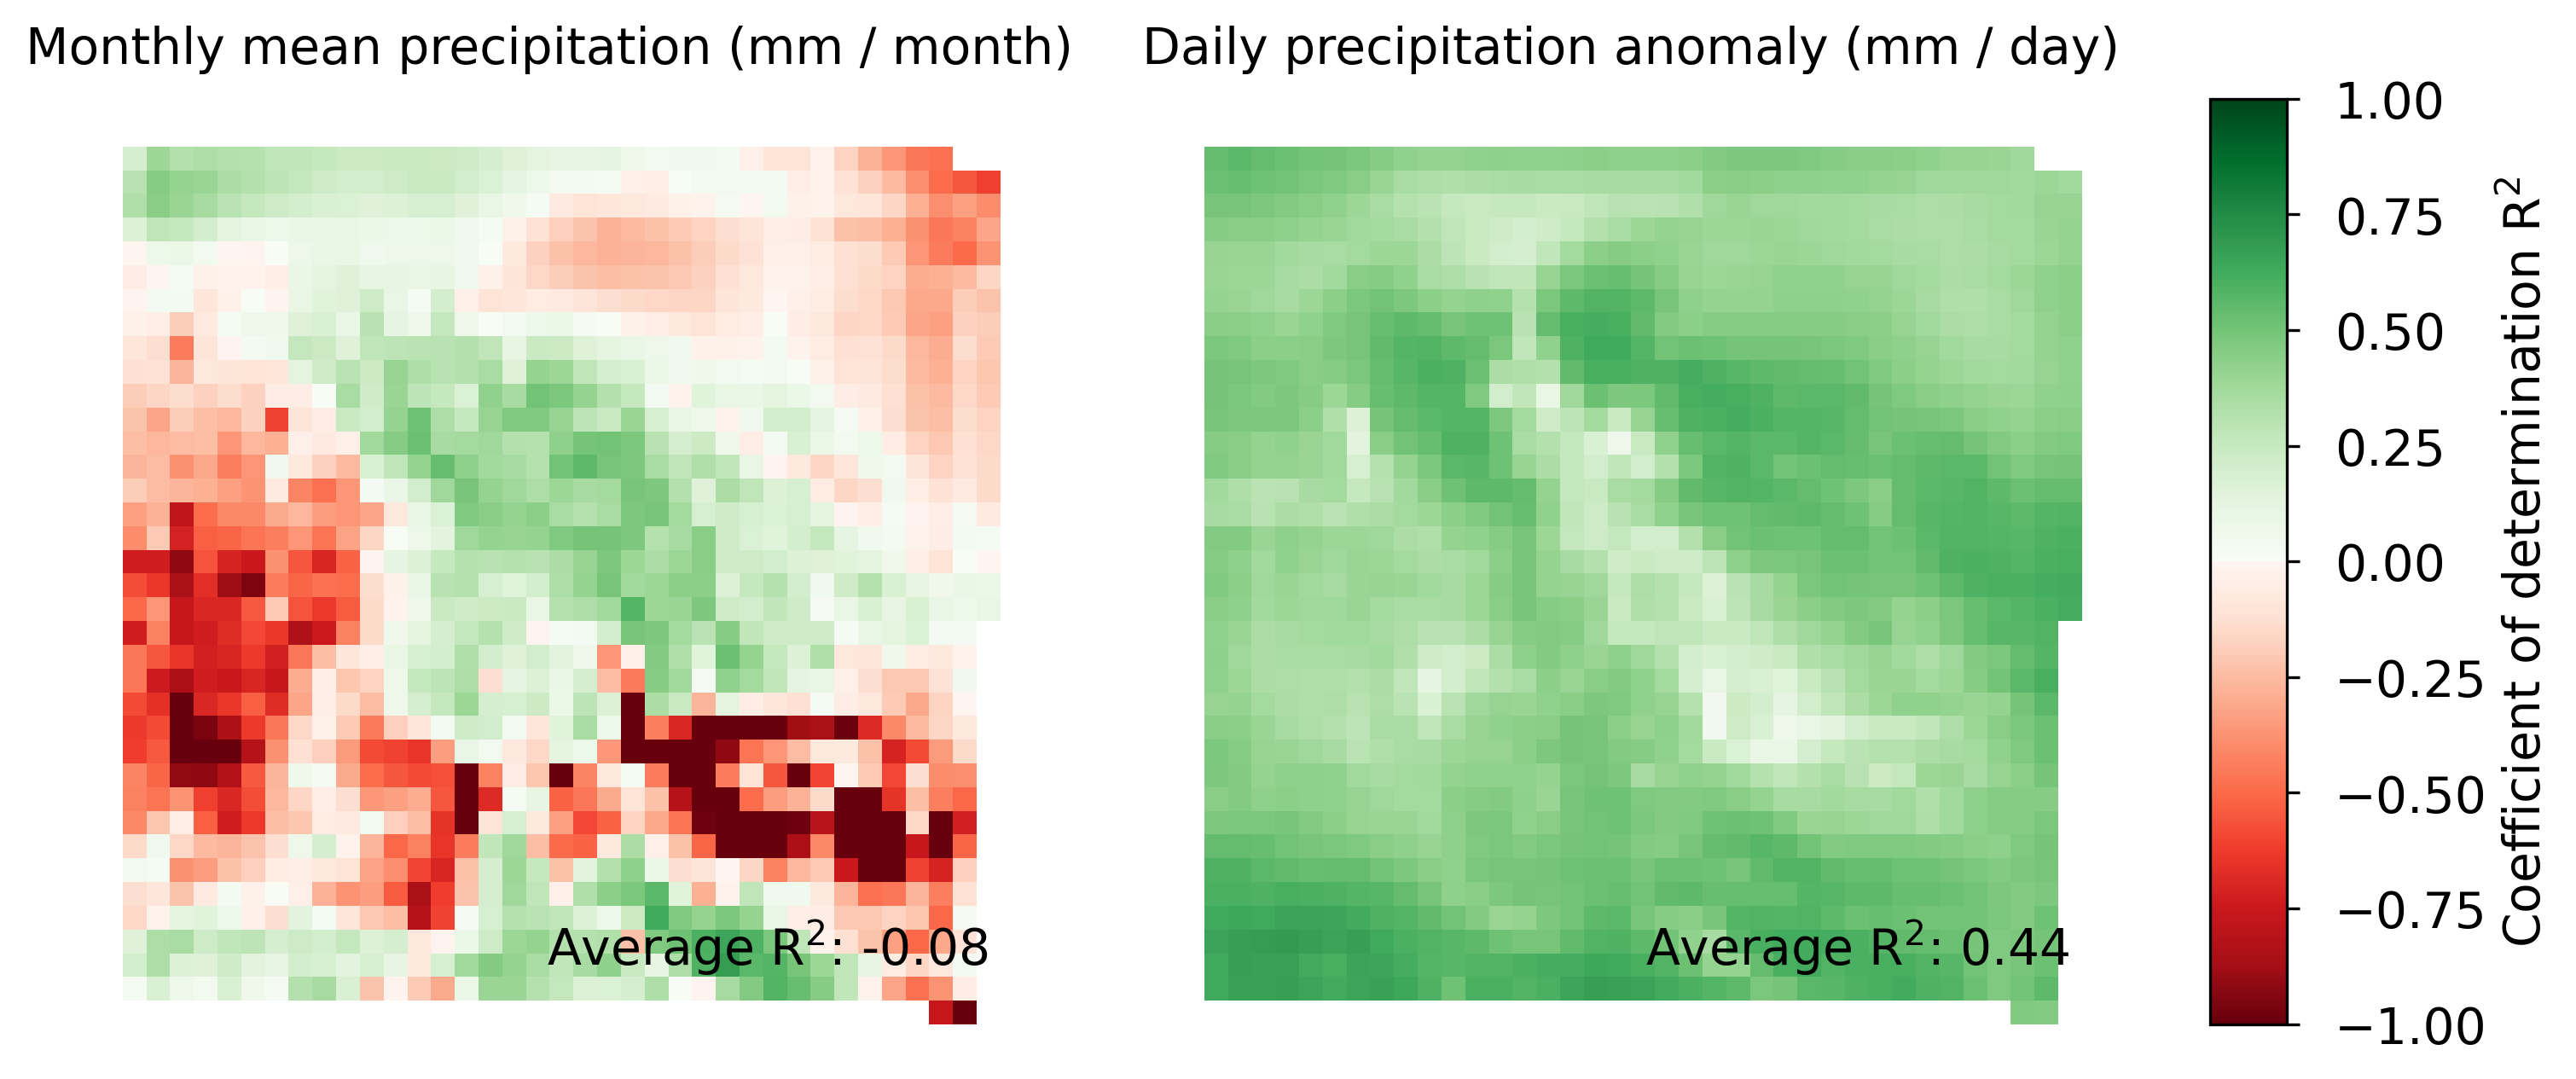 Monthly mean precipitation (mm / month)
Daily precipitation anomaly (mm / day)
Average R²: -0.08
Average R²: 0.44
1.00
0.75
0.50
0.25
0.00
−0.25
−0.50
−0.75
−1.00
Coefficient of determination R²